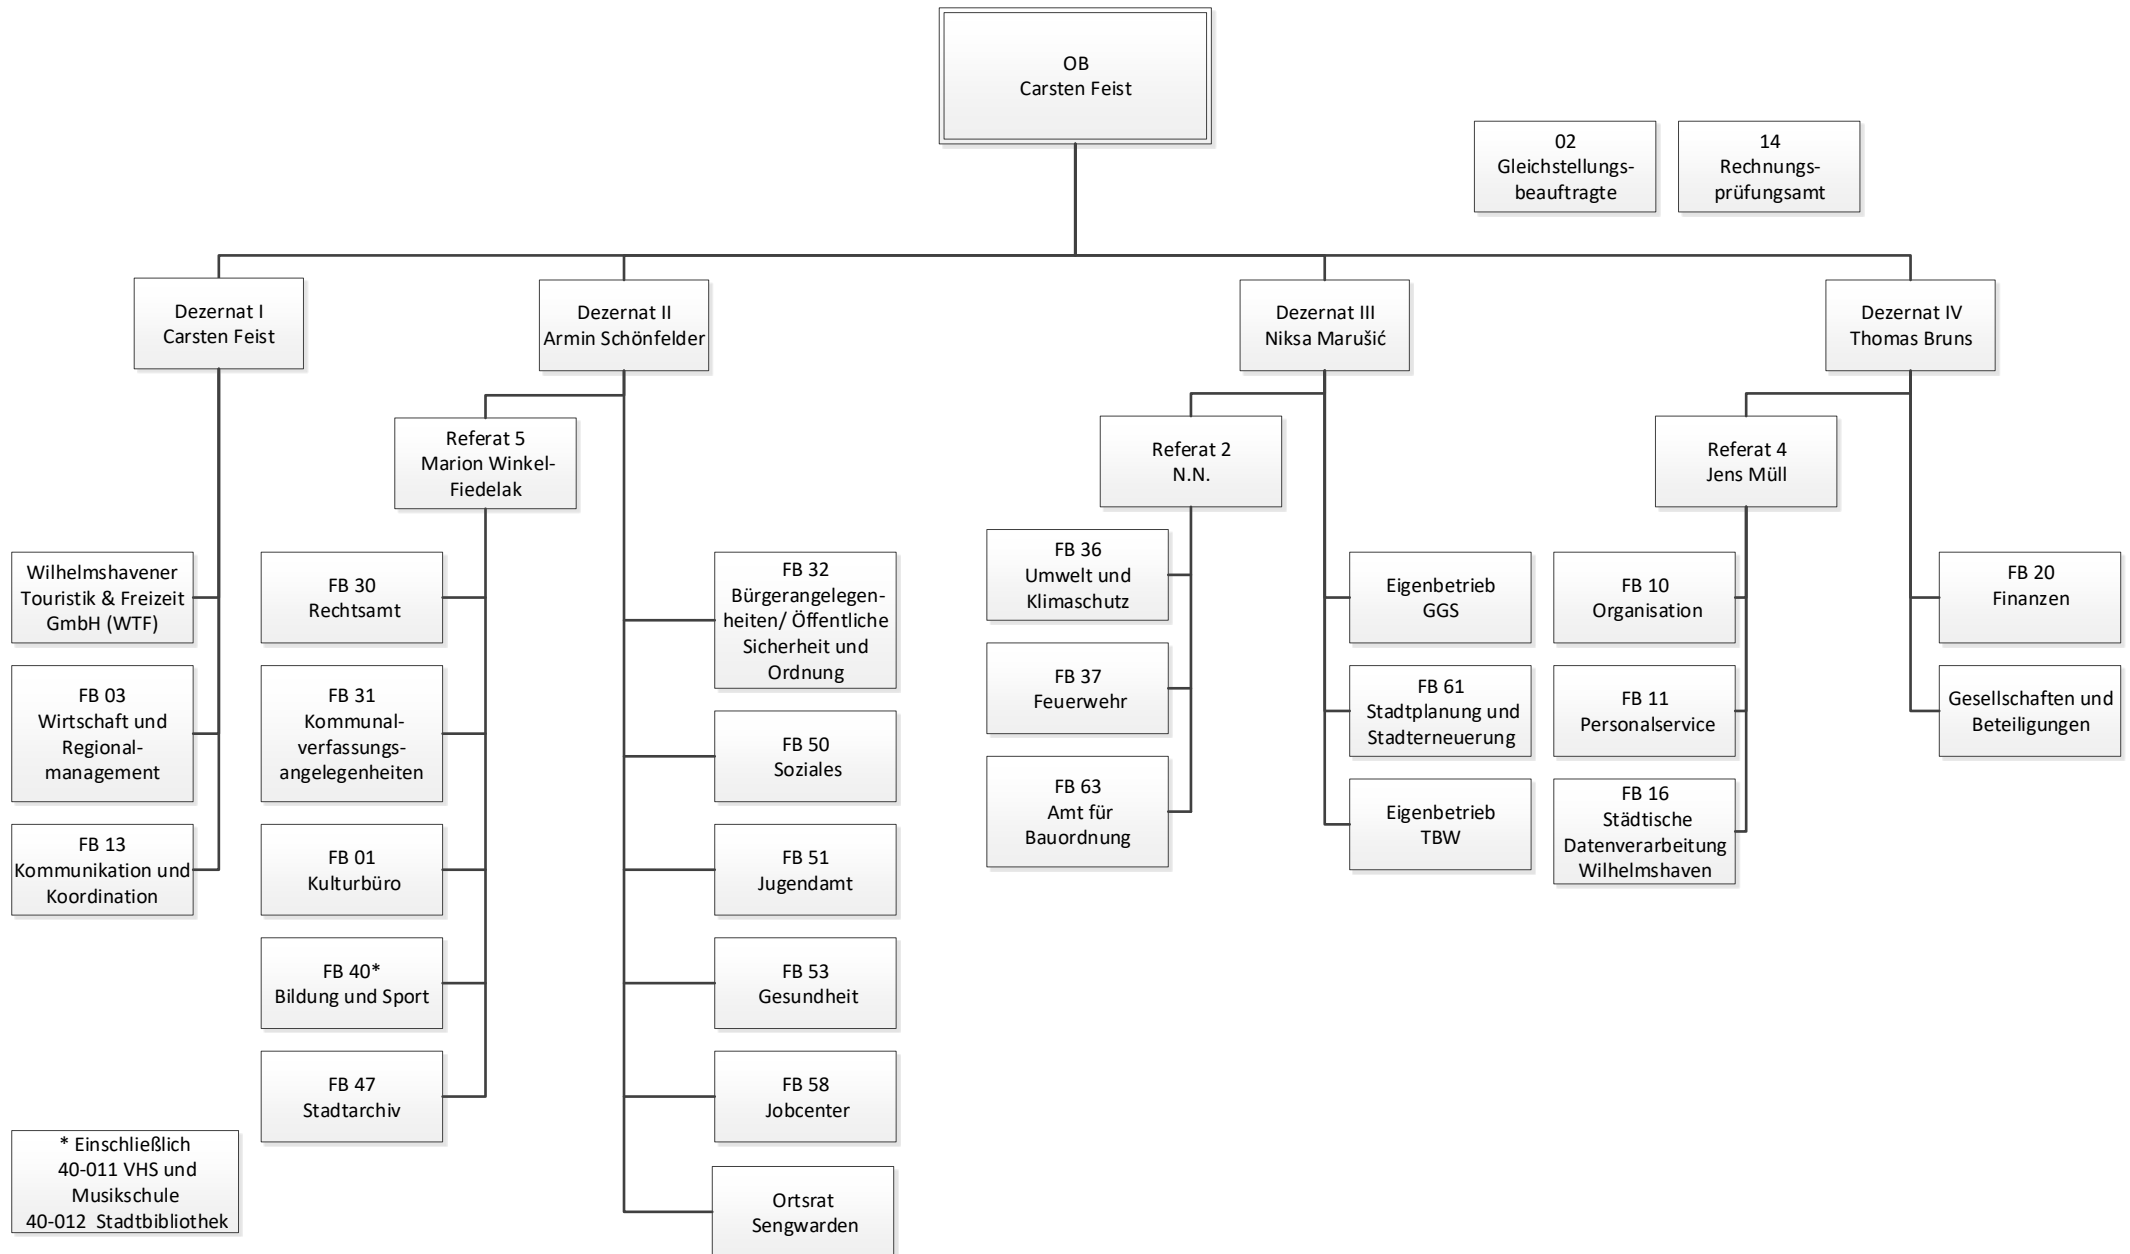 OB
Carsten Feist
02
Gleichstellungs-
beauftragte
14
Rechnungs-
prüfungsamt
Dezernat I
Carsten Feist
Dezernat II
Armin Schönfelder
Dezernat III
Niksa Marušić
Dezernat IV
Thomas Bruns
Referat 5
Marion Winkel-
Fiedelak
Referat 2
N.N.
Referat 4
Jens Müll
Wilhelmshavener
Touristik & Freizeit
GmbH (WTF)
FB 03
Wirtschaft und
Regional-
management
FB 13
Kommunikation und
Koordination
FB 30
Rechtsamt
FB 31
Kommunal-
verfassungs-
angelegenheiten
FB 01
Kulturbüro
FB 40*
Bildung und Sport
FB 47
Stadtarchiv
FB 32
Bürgerangelegen-
heiten/ Öffentliche
Sicherheit und
Ordnung
FB 50
Soziales
FB 51
Jugendamt
FB 53
Gesundheit
FB 58
Jobcenter
Ortsrat
Sengwarden
FB 36
Umwelt und
Klimaschutz
FB 37
Feuerwehr
FB 63
Amt für
Bauordnung
Eigenbetrieb
GGS
FB 61
Stadtplanung und
Stadterneuerung
Eigenbetrieb
TBW
FB 10
Organisation
FB 11
Personalservice
FB 16
Städtische
Datenverarbeitung
Wilhelmshaven
FB 20
Finanzen
Gesellschaften und
Beteiligungen
* Einschließlich
40-011 VHS und
Musikschule
40-012 Stadtbibliothek